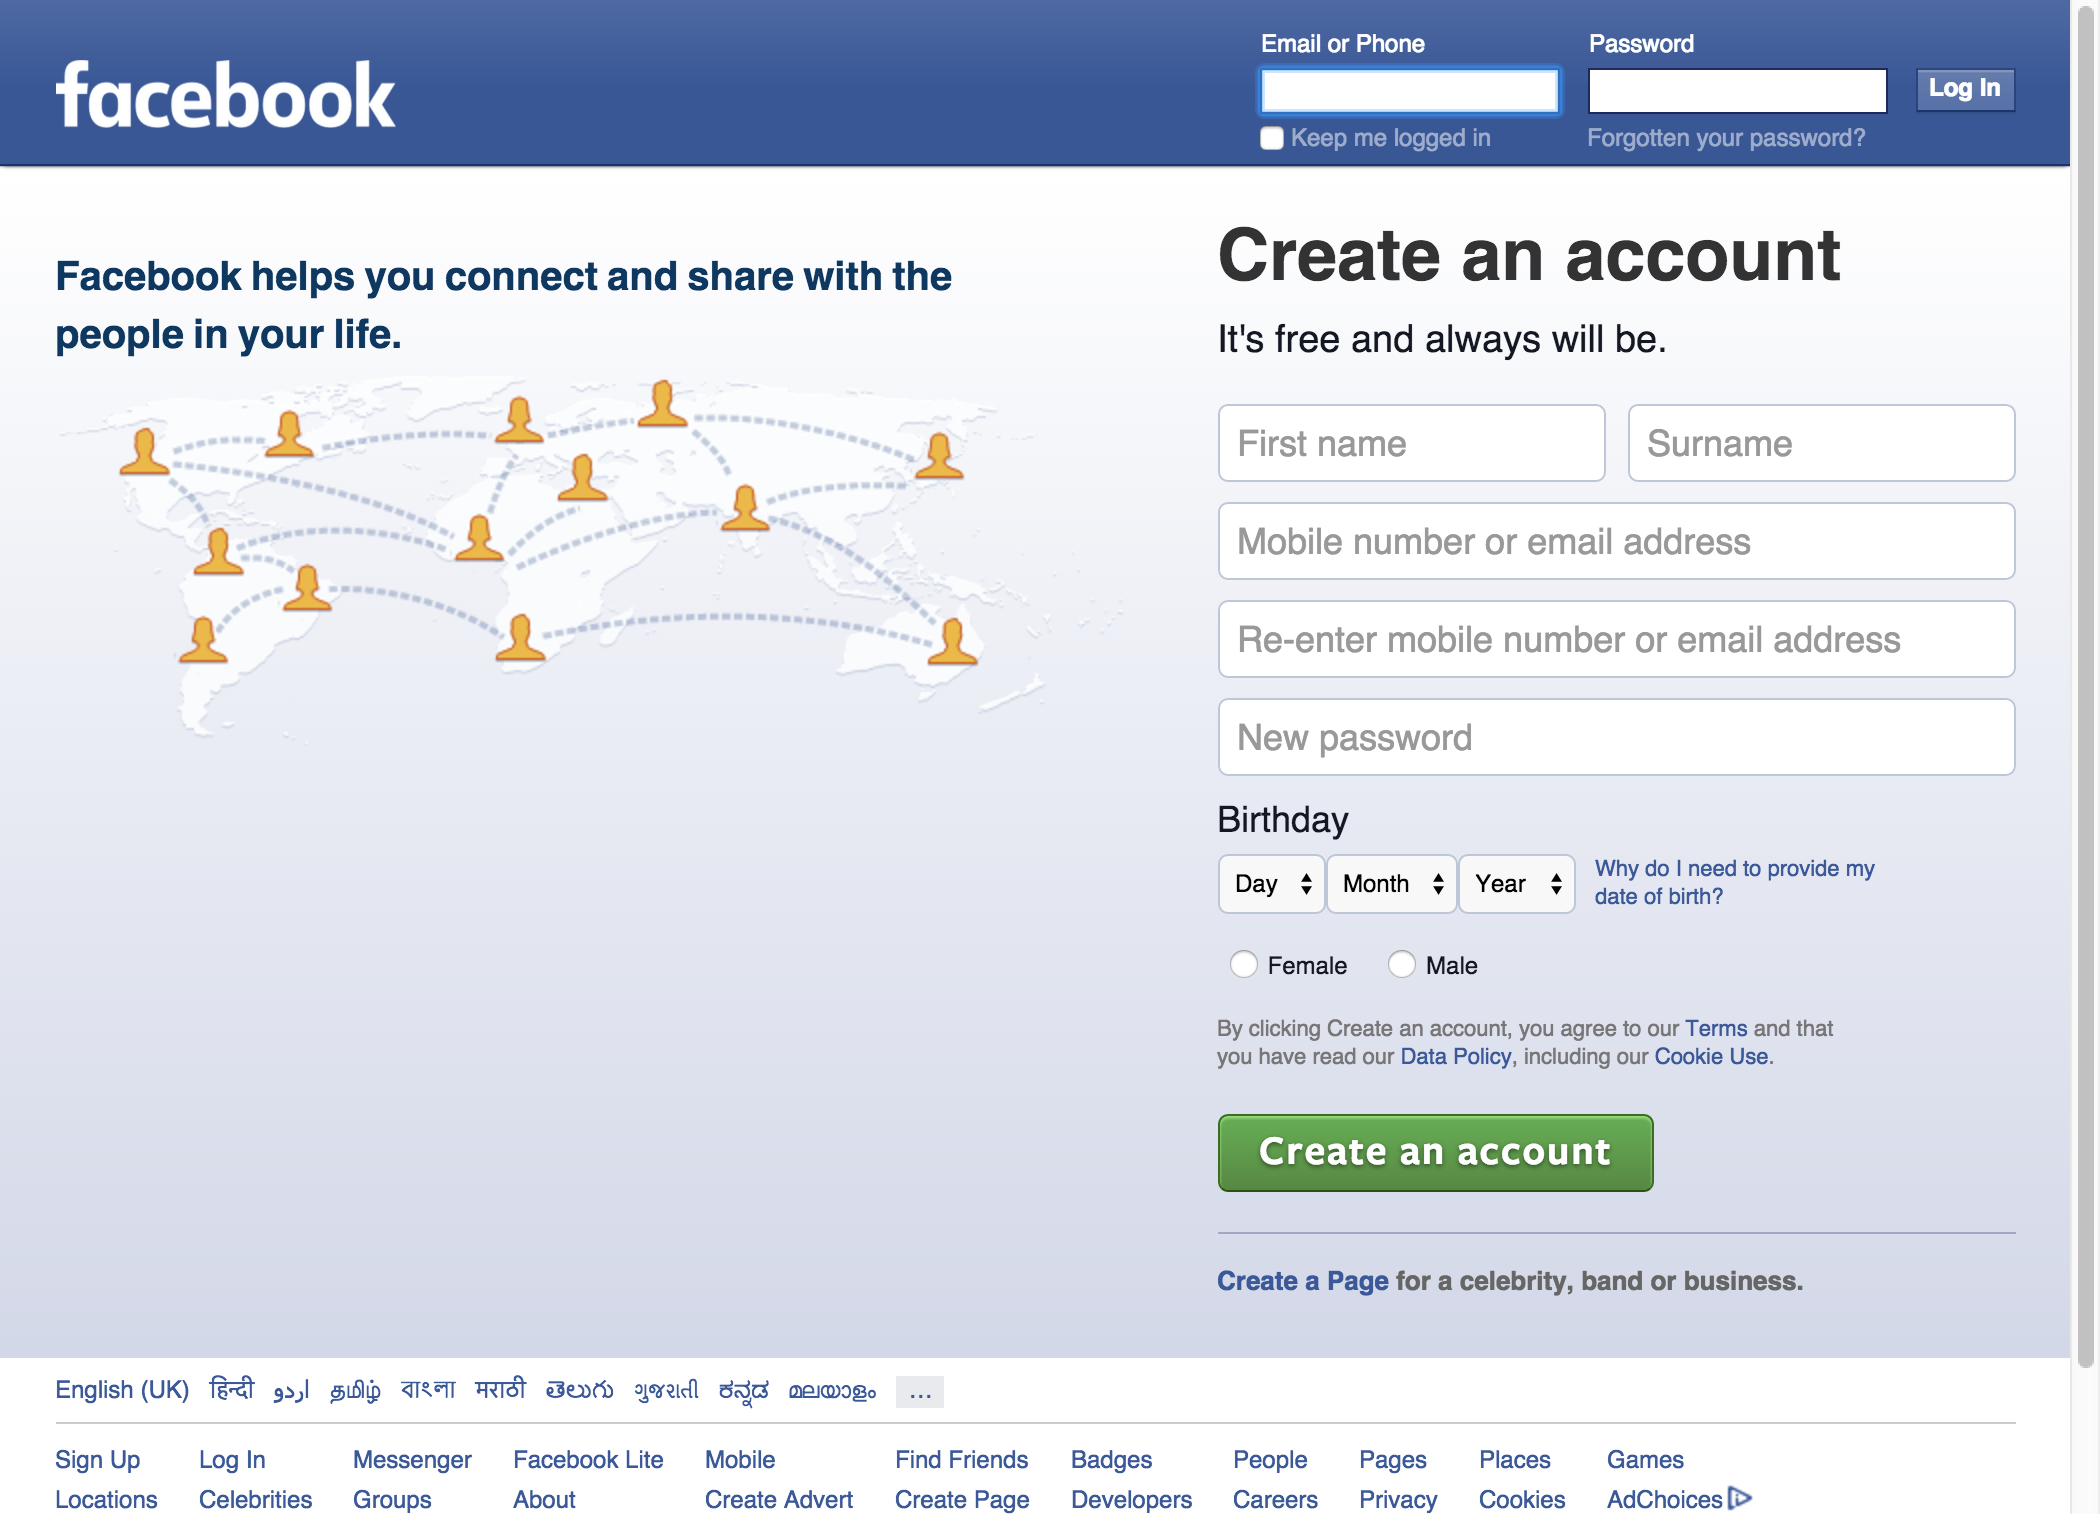 facebook
Email or Phone
Password
Log In
Keep me logged in
Forgotten your password?
Facebook helps you connect and share with the
people in your life.
Create an account
It's free and always will be.
First name
Surname
Mobile number or email address
Re-enter mobile number or email address
New password
Birthday
Day
Month
Year
Why do I need to provide my
date of birth?
Female
Male
By clicking Create an account, you agree to our Terms and that
you have read our Data Policy, including our Cookie Use.
Create an account
Create a Page for a celebrity, band or business.
English (UK) हिन्दी اردو தமிழ் বাংলা मराठी తెలుగు ગુજરાતી ಕನ್ನಡ മലയാളം ...
Sign Up Log In Messenger Facebook Lite Mobile Find Friends Badges People Pages Places Games
Locations Celebrities Groups About Create Advert Create Page Developers Careers Privacy Cookies AdChoices